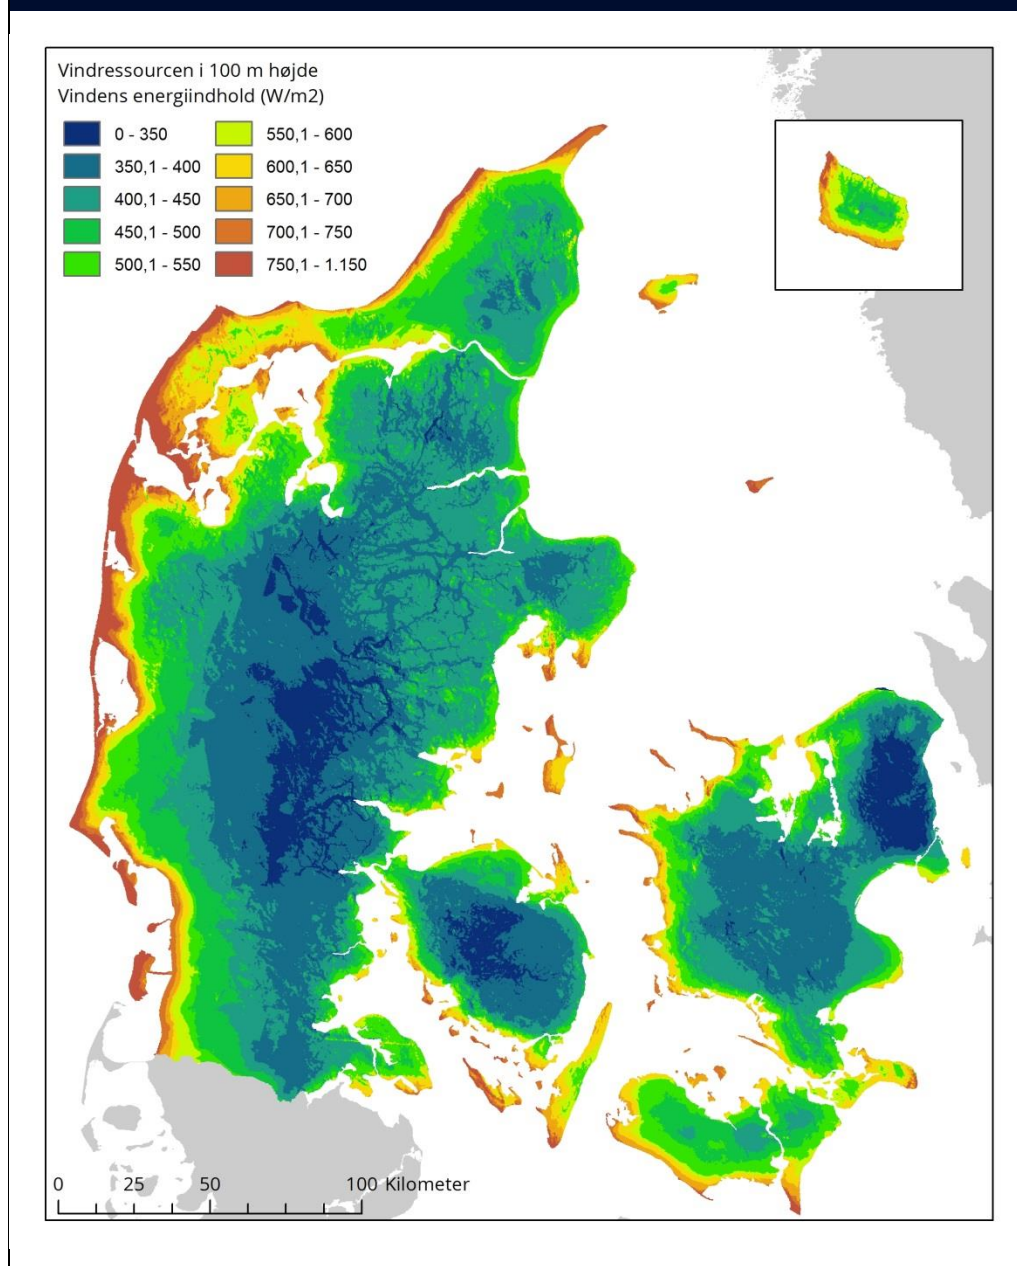 Vindressourcen i 100 m højde
Vindens energiindhold (W/m2)
0 - 350
350,1 - 400
400,1 - 450
450,1 - 500
500,1 - 550
550,1 - 600
600,1 - 650
650,1 - 700
700,1 - 750
750,1 - 1.150
0 25 50 100 Kilometer